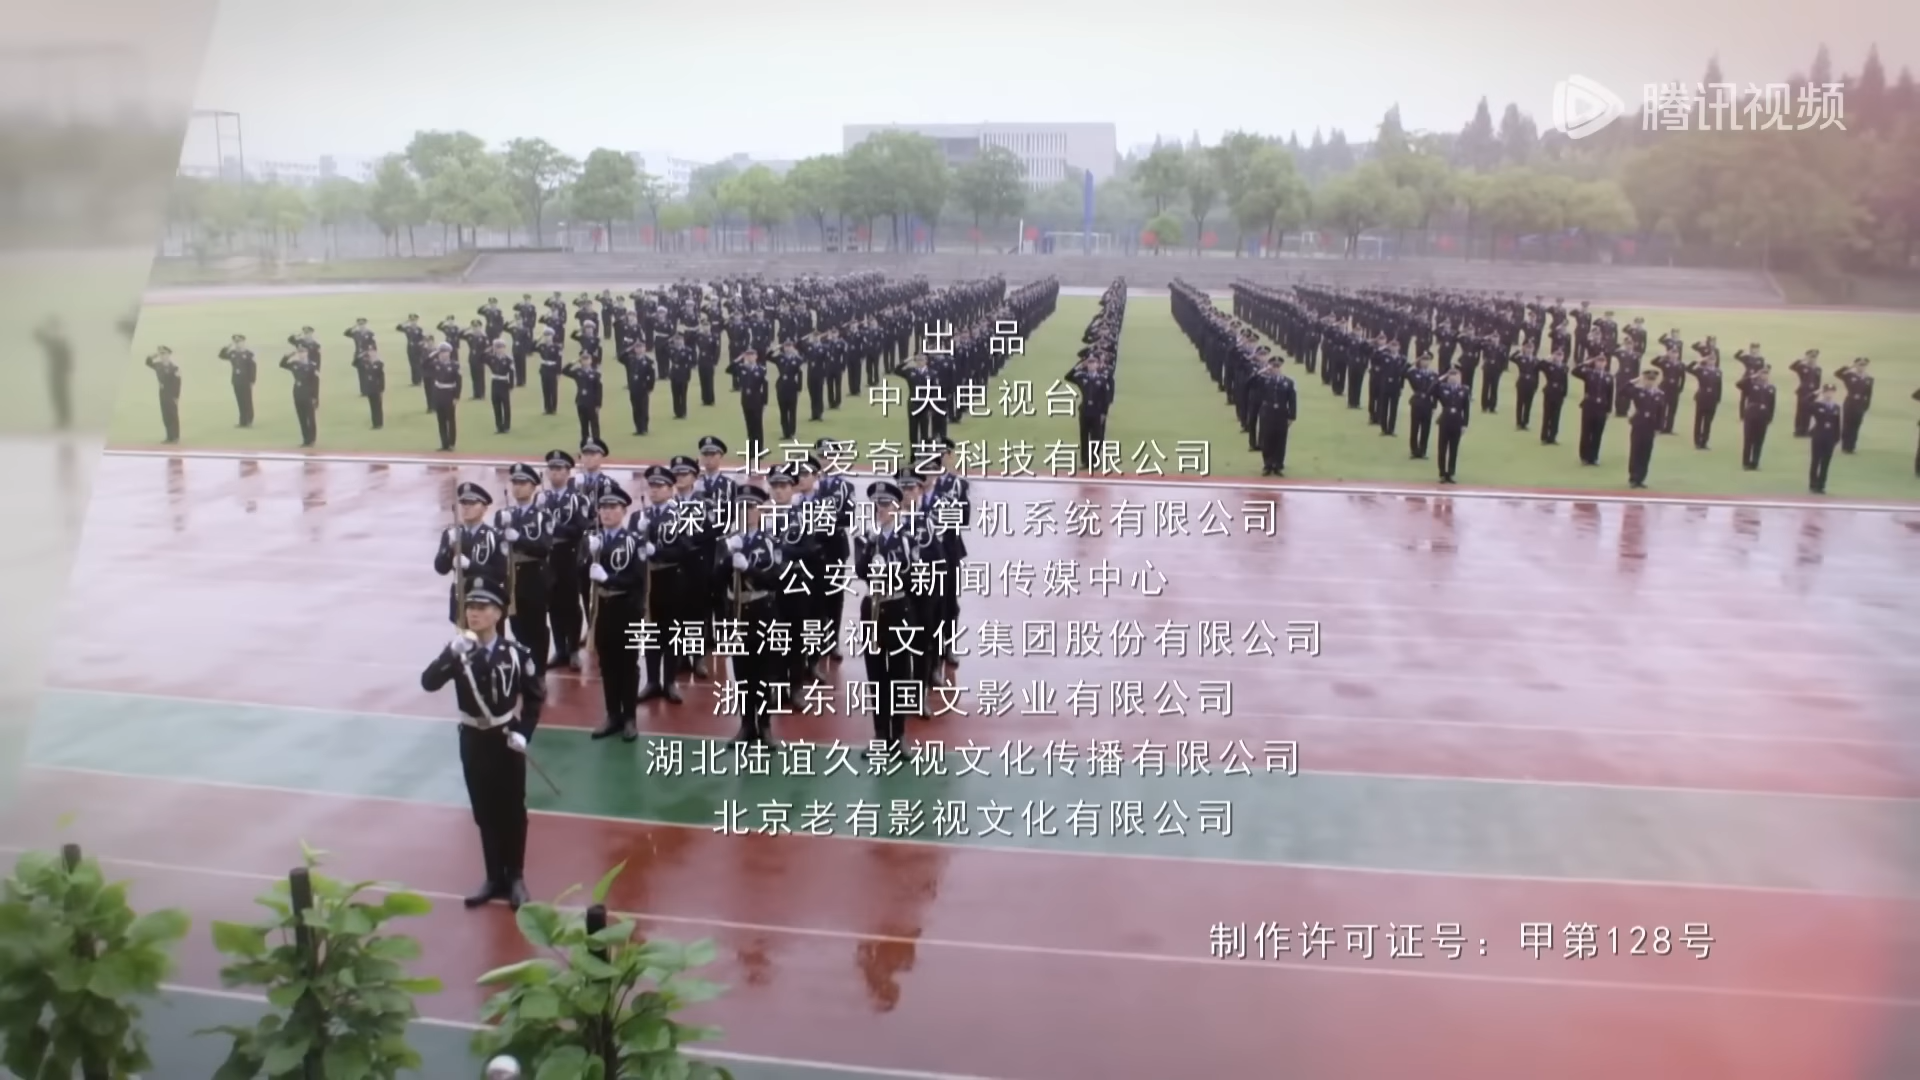 腾讯视频
出 品
中央电视台
北京爱奇艺科技有限公司
深圳市腾讯计算机系统有限公司
公安部新闻传媒中心
幸福蓝海影视文化集团股份有限公司
浙江东阳国文影业有限公司
湖北陆谊久影视文化传播有限公司
北京老有影视文化有限公司
制作许可证号：甲第128号